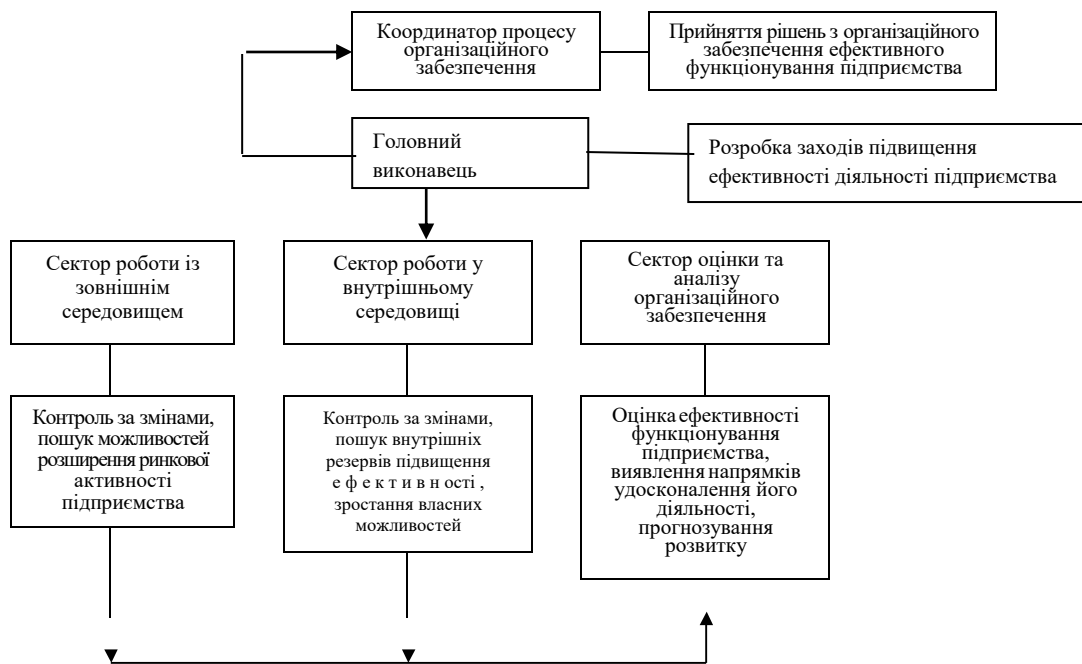 Координатор процесу
організаційного
забезпечення
Прийняття рішень з організаційного
забезпечення ефективного
функціонування підприємства
Головний
виконавець
Розробка заходів підвищення
ефективності діяльності підприємства
Сектор роботи із
зовнішнім
середовищем
Сектор роботи у
внутрішньому
середовищі
Сектор оцінки та
аналізу
організаційного
забезпечення
Контроль за змінами,
пошук можливостей
розширення ринкової
активності
підприємства
Контроль за змінами,
пошук внутрішніх
резервів підвищення
е ф е к т и в н о с т і ,
зростання власних
можливостей
Оцінка ефективності
функціонування
підприємства,
виявлення напрямків
удосконалення його
діяльності,
прогнозування
розвитку